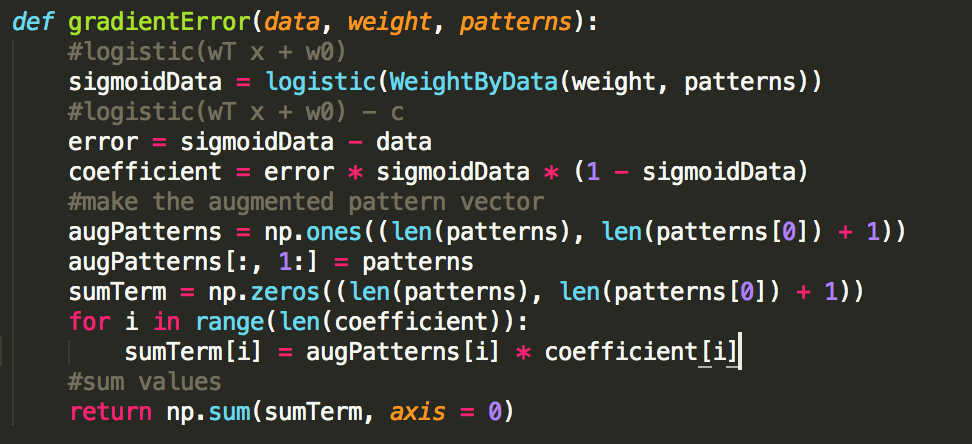 def gradientError(data, weight, patterns):
    #logistic(wT x + w0)
    sigmoidData = logistic(WeightByData(weight, patterns))
    #logistic(wT x + w0) - c
    error = sigmoidData - data
    coefficient = error * sigmoidData * (1 - sigmoidData)
    #make the augmented pattern vector
    augPatterns = np.ones((len(patterns), len(patterns[0]) + 1))
    augPatterns[:, 1:] = patterns
    sumTerm = np.zeros((len(patterns), len(patterns[0]) + 1))
    for i in range(len(coefficient)):
        sumTerm[i] = augPatterns[i] * coefficient[i]
    #sum values
    return np.sum(sumTerm, axis = 0)